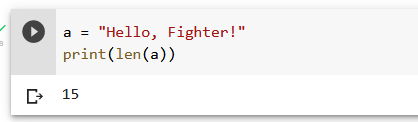 a = "Hello, Fighter!"
print(len(a))
15